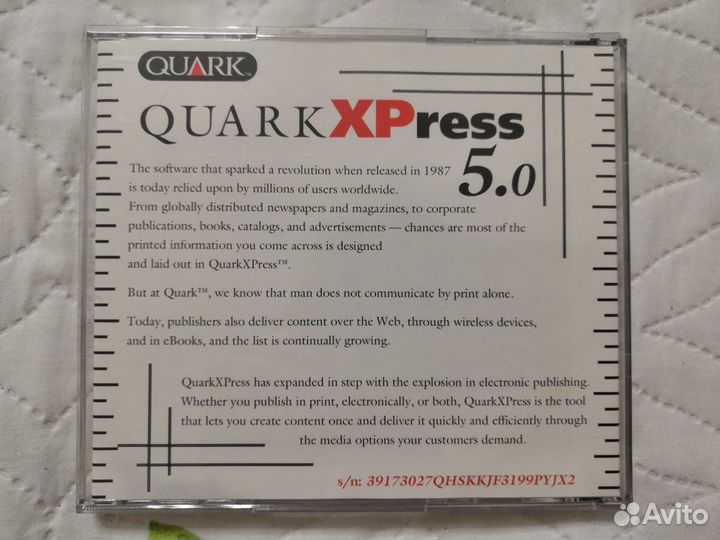 QUARK™
QUARKXPress
5.0
The software that sparked a revolution when released in 1987
is today relied upon by millions of users worldwide.
From globally distributed newspapers and magazines, to corporate
publications, books, catalogs, and advertisements — chances are most of the
printed information you come across is designed
and laid out in QuarkXPress™.
But at Quark™, we know that man does not communicate by print alone.
Today, publishers also deliver content over the Web, through wireless devices,
and in eBooks, and the list is continually growing.
QuarkXPress has expanded in step with the explosion in electronic publishing.
Whether you publish in print, electronically, or both, QuarkXPress is the tool
that lets you create content once and deliver it quickly and efficiently through
the media options your customers demand.
s/n: 39173027QHSKKJF3199PYJX2
Avito